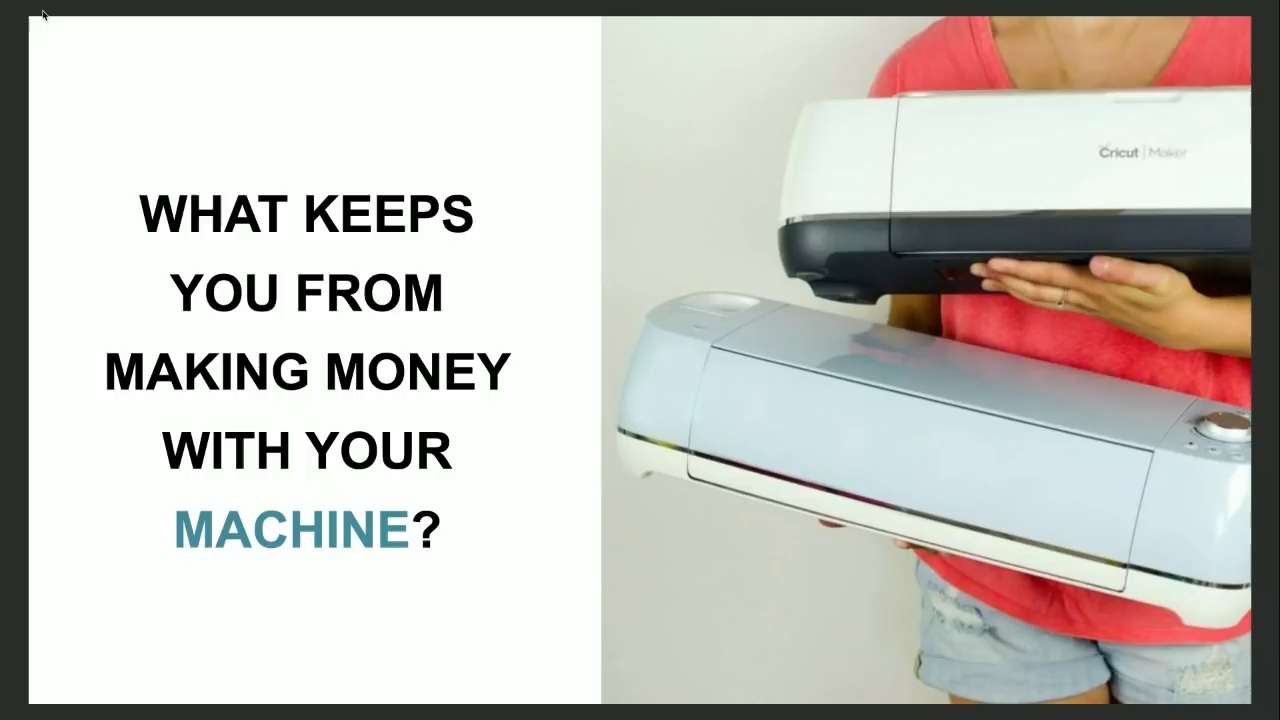 WHAT KEEPS
YOU FROM
MAKING MONEY
WITH YOUR
MACHINE?
Cricut | Maker